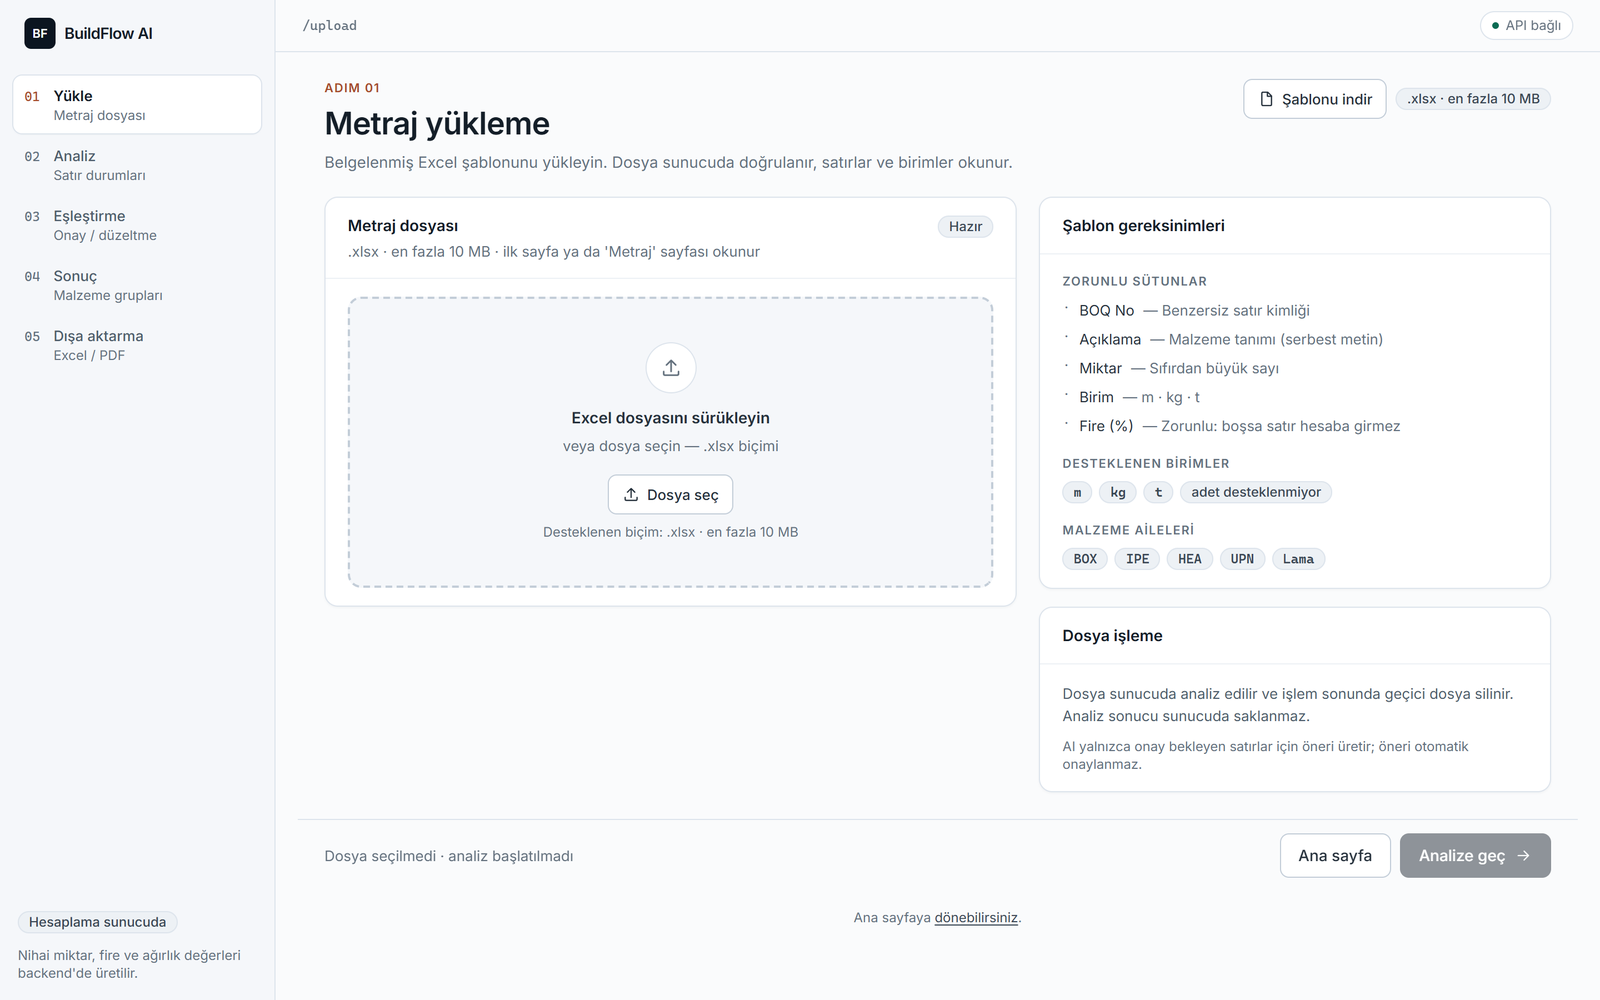 BF BuildFlow AI
01 Yükle
Metraj dosyası
02 Analiz
Satır durumları
03 Eşleştirme
Onay / düzeltme
04 Sonuç
Malzeme grupları
05 Dışa aktarma
Excel / PDF
Hesaplama sunucuda
Nihai miktar, fire ve ağırlık değerleri
backend'de üretilir.
/upload
API bağlı
ADIM 01
Metraj yükleme
Belgelenmiş Excel şablonunu yükleyin. Dosya sunucuda doğrulanır, satırlar ve birimler okunur.
Şablonu indir
.xlsx · en fazla 10 MB
Metraj dosyası
Hazır
.xlsx · en fazla 10 MB · ilk sayfa ya da 'Metraj' sayfası okunur
Excel dosyasını sürükleyin
veya dosya seçin — .xlsx biçimi
Dosya seç
Desteklenen biçim: .xlsx · en fazla 10 MB
Şablon gereksinimleri
ZORUNLU SÜTUNLAR
· BOQ No — Benzersiz satır kimliği
· Açıklama — Malzeme tanımı (serbest metin)
· Miktar — Sıfırdan büyük sayı
· Birim — m · kg · t
· Fire (%) — Zorunlu: boşsa satır hesaba girmez
DESTEKLENEN BİRİMLER
m kg t adet desteklenmiyor
MALZEME AİLELERİ
BOX IPE HEA UPN Lama
Dosya işleme
Dosya sunucuda analiz edilir ve işlem sonunda geçici dosya silinir.
Analiz sonucu sunucuda saklanmaz.
AI yalnızca onay bekleyen satırlar için öneri üretir; öneri otomatik
onaylanmaz.
Dosya seçilmedi · analiz başlatılmadı
Ana sayfa
Analize geç →
Ana sayfaya dönebilirsiniz.